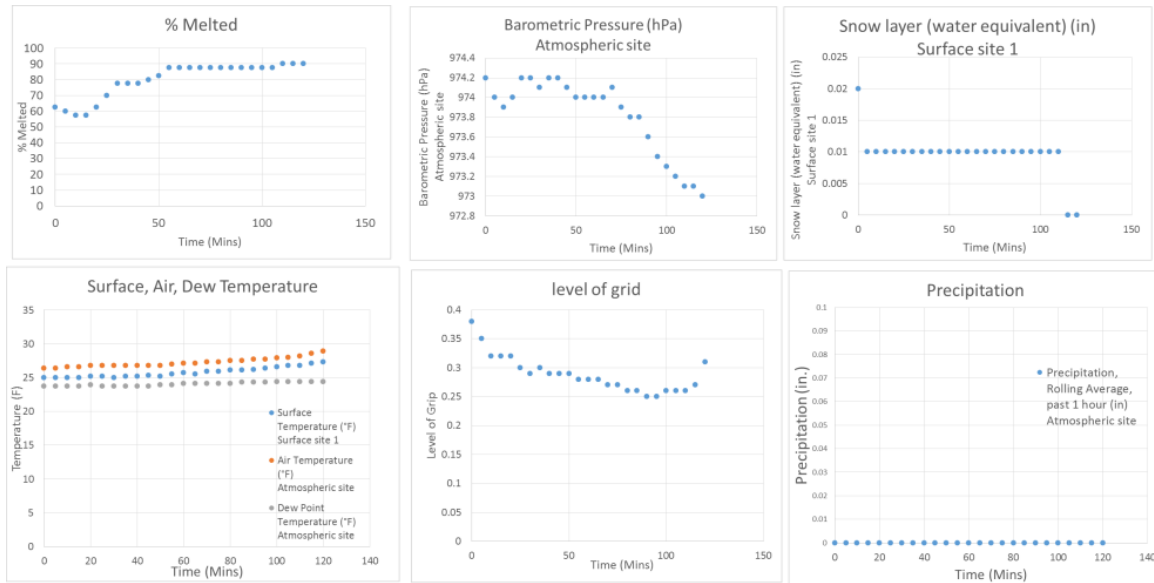 % Melted
100
90
80
70
60
50
40
30
20
10
0
% Melted
0
50
100
150
Time (Mins)
Barometric Pressure (hPa)
Atmospheric site
974.4
974.2
974
973.8
973.6
973.4
973.2
973
972.8
Barometric Pressure (hPa)
Atmospheric site
0
50
100
150
Time (Mins)
Snow layer (water equivalent) (in)
Surface site 1
0.025
0.02
0.015
0.01
0.005
0
Snow layer (water equivalent) (in)
Surface site 1
0
50
100
150
Time (Mins)
Surface, Air, Dew Temperature
35
30
25
20
15
10
5
0
Temperature (F)
Surface
Temperature (°F)
Surface site 1
Air Temperature
(°F)
Atmospheric site
Dew Point
Temperature (°F)
Atmospheric site
0
20
40
60
80
100
120
140
Time (Mins)
level of grid
0.4
0.35
0.3
0.25
0.2
0.15
0.1
0.05
0
Level of Grip
0
50
100
150
Time (Mins)
Precipitation
0.1
0.09
0.08
0.07
0.06
0.05
0.04
0.03
0.02
0.01
0
Precipitation (in.)
Precipitation,
Rolling Average,
past 1 hour (in)
Atmospheric site
0
20
40
60
80
100
120
140
Time (Mins)